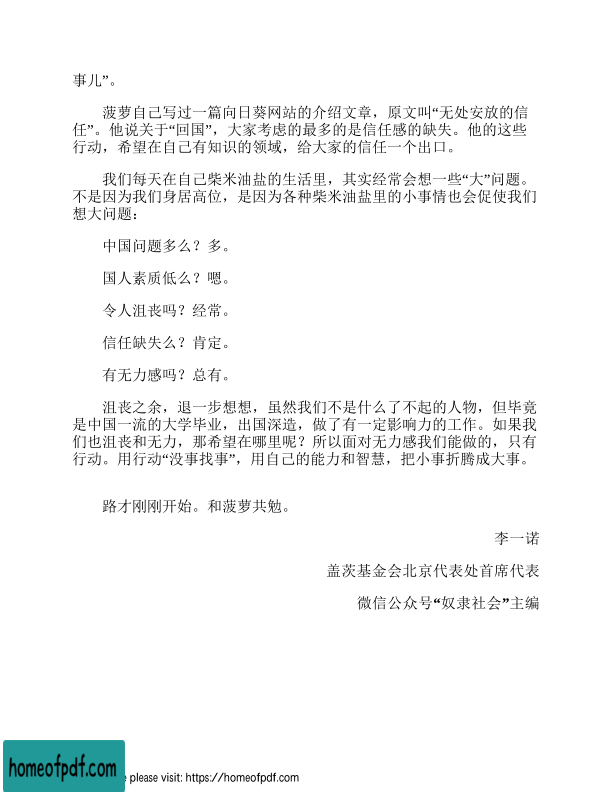 事儿”。
菠萝自己写过一篇向日葵网站的介绍文章，原文叫“无处安放的信
任”。他说关于“回国”，大家考虑的最多的是信任感的缺失。他的这些
行动，希望在自己有知识的领域，给大家的信任一个出口。
我们每天在自己柴米油盐的生活里，其实经常会想一些“大”问题。
不是因为我们身居高位，是因为各种柴米油盐里的小事情也会促使我们
想大问题：
中国问题多么？多。
国人素质低么？嗯。
令人沮丧吗？经常。
信任缺失么？肯定。
有无力感吗？总有。
沮丧之余，退一步想想，虽然我们不是什么了不起的人物，但毕竟
是中国一流的大学毕业，出国深造，做了有一定影响力的工作。如果我
们也沮丧和无力，那希望在哪里呢？所以面对无力感我们能做的，只有
行动。用行动“没事找事”，用自己的能力和智慧，把小事折腾成大事。
路才刚刚开始。和菠萝共勉。
李一诺
盖茨基金会北京代表处首席代表
微信公众号“奴隶社会”主编
homeofpdf.com
e please visit: https://homeofpdf.com